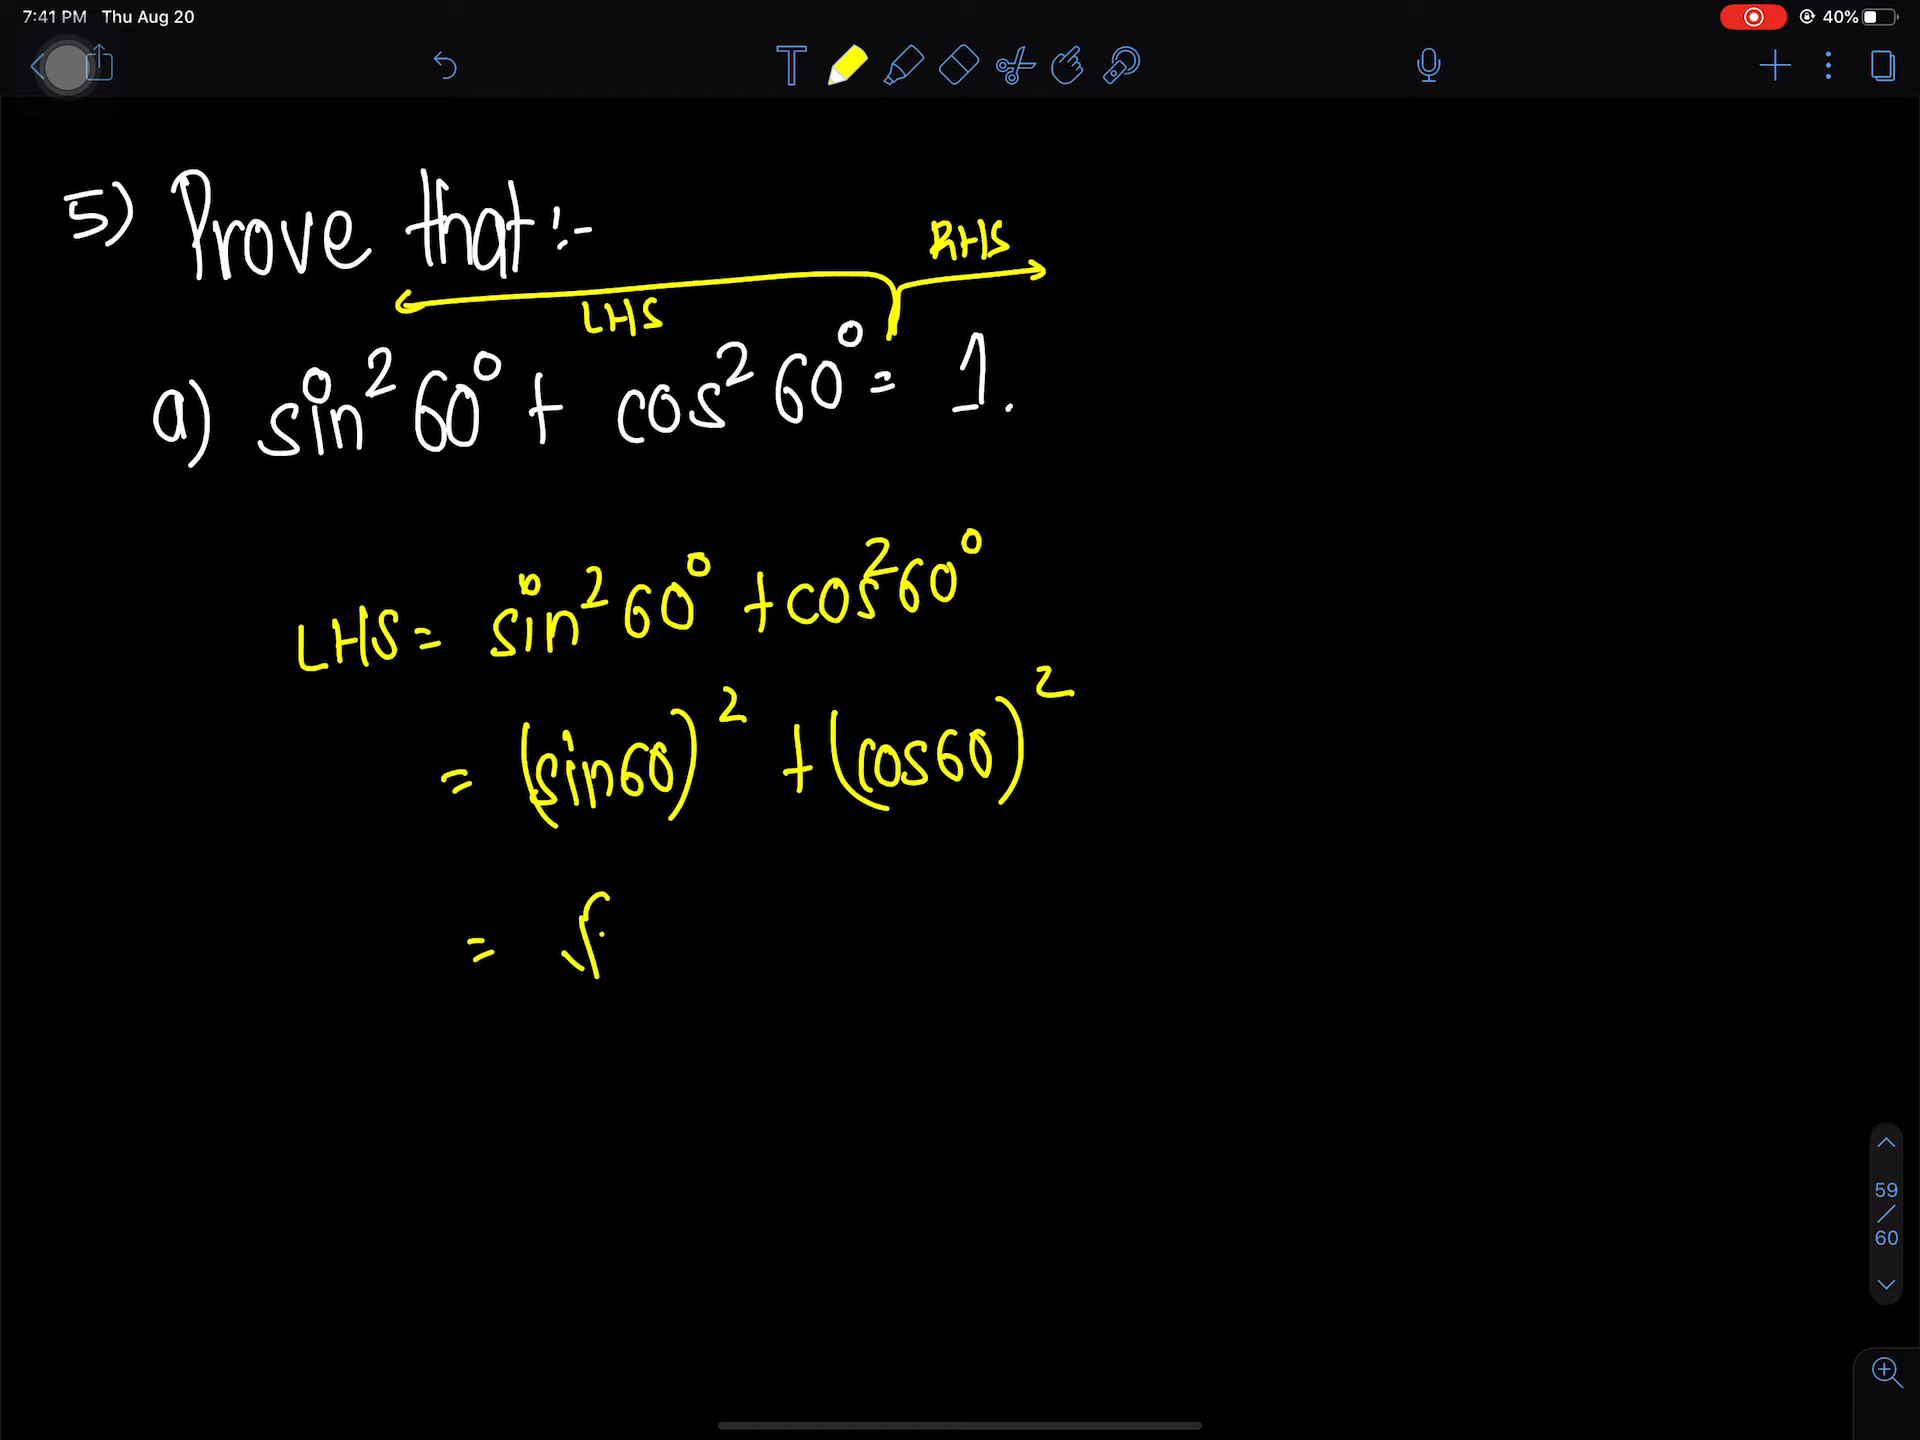 7:41 PM Thu Aug 20
40%
T
5) Prove that :-
RHS
LHS
a) sin²60° + cos²60° = 1.
LHS = sin²60° + cos²60°
= (sin60)² + (cos60)²
= √
59
/
60